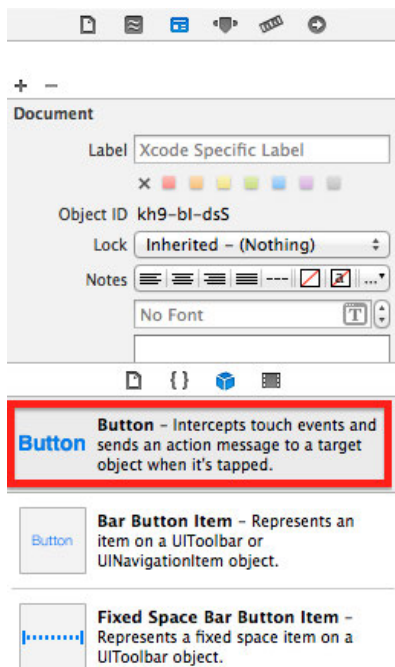 Document
Label Xcode Specific Label
Object ID kh9-bl-dsS
Lock Inherited – (Nothing)
Notes --- a ...
No Font T
{ }
Button Button – Intercepts touch events and
sends an action message to a target
object when it's tapped.
Button Bar Button Item – Represents an
item on a UIToolbar or
UINavigationItem object.
Fixed Space Bar Button Item –
Represents a fixed space item on a
UIToolbar object.